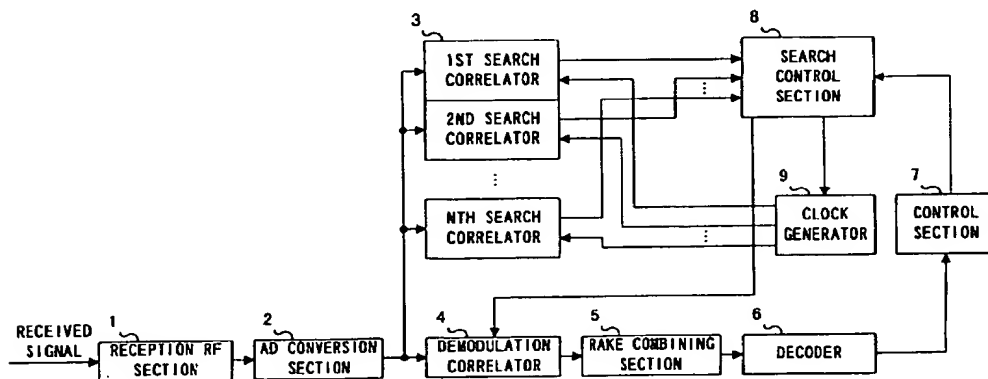 3
1ST SEARCH
CORRELATOR
2ND SEARCH
CORRELATOR
...
NTH SEARCH
CORRELATOR
8
SEARCH
CONTROL
SECTION
...
9
CLOCK
GENERATOR
...
7
CONTROL
SECTION
RECEIVED
SIGNAL
1
RECEPTION RF
SECTION
2
AD CONVERSION
SECTION
4
DEMODULATION
CORRELATOR
5
RAKE COMBINING
SECTION
6
DECODER